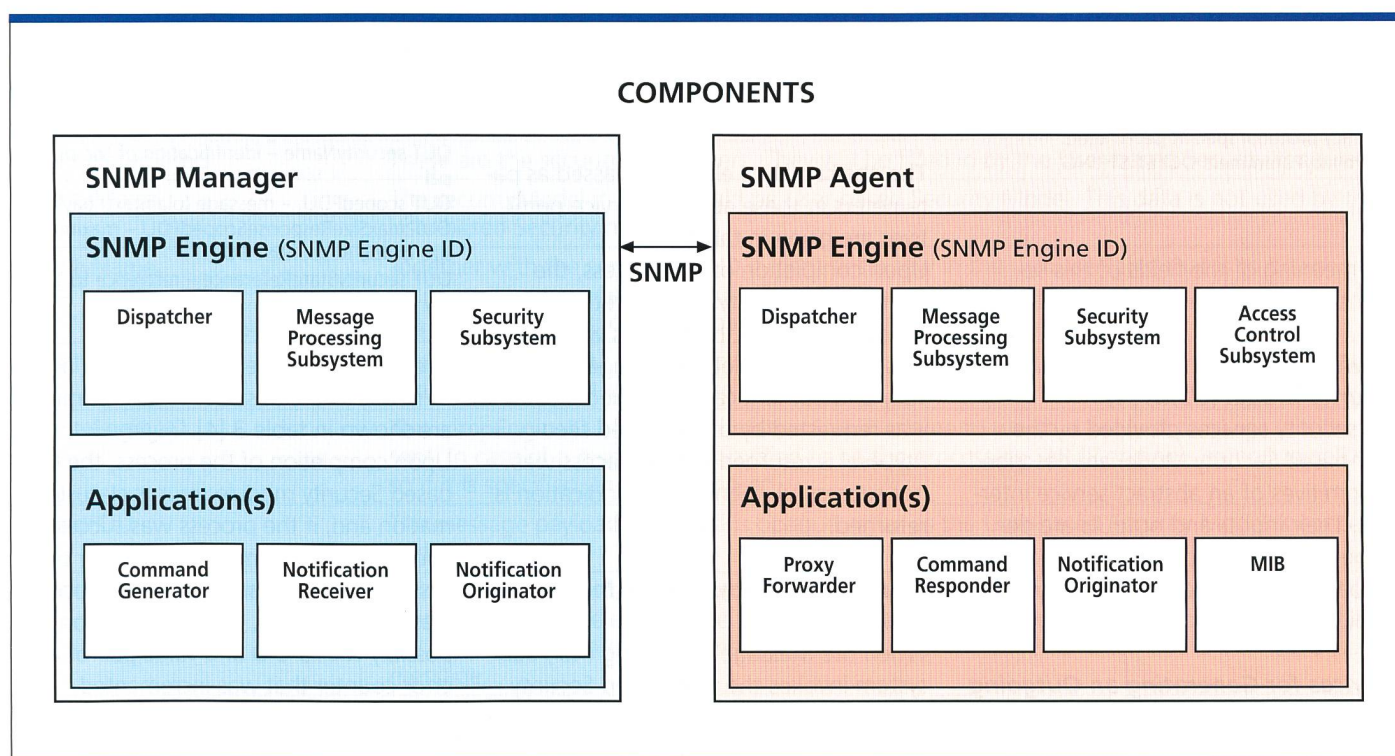 COMPONENTS
SNMP Manager
SNMP Engine (SNMP Engine ID)
Dispatcher
Message
Processing
Subsystem
Security
Subsystem
Application(s)
Command
Generator
Notification
Receiver
Notification
Originator
SNMP
SNMP Agent
SNMP Engine (SNMP Engine ID)
Dispatcher
Message
Processing
Subsystem
Security
Subsystem
Access
Control
Subsystem
Application(s)
Proxy
Forwarder
Command
Responder
Notification
Originator
MIB